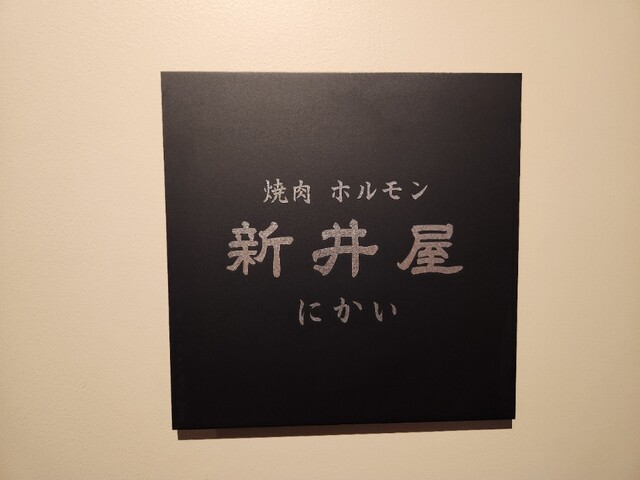 焼肉 ホルモン
新井屋
にかい